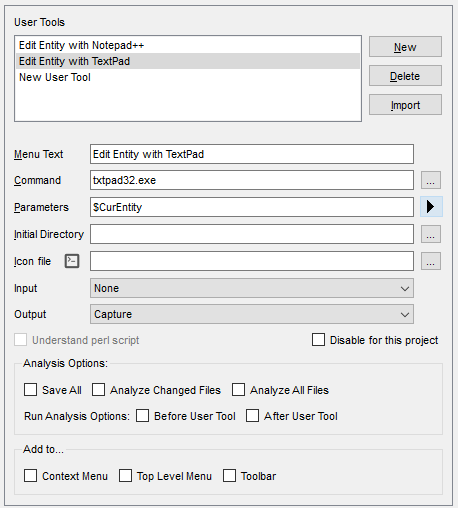 User Tools
Edit Entity with Notepad++
New
Edit Entity with TextPad
New User Tool
Delete
Import
Menu Text
Edit Entity with TextPad
Command
txtpad32.exe
...
Parameters
$CurEntity
Initial Directory
...
Icon file
>_
...
Input
None
Output
Capture
Understand perl script
Disable for this project
Analysis Options:
Save All
Analyze Changed Files
Analyze All Files
Run Analysis Options:
Before User Tool
After User Tool
Add to...
Context Menu
Top Level Menu
Toolbar